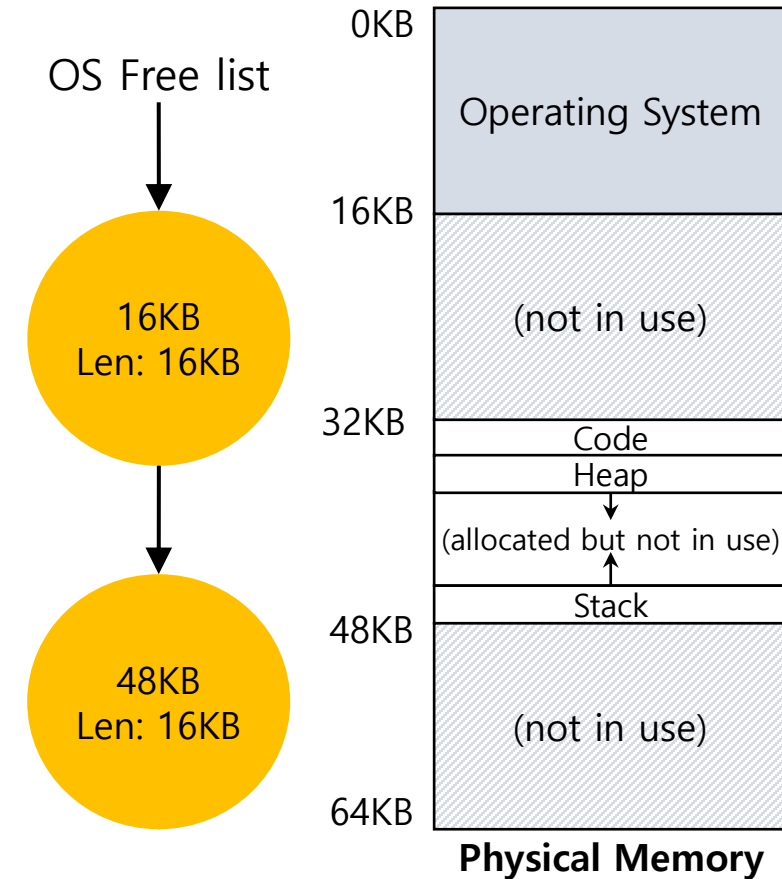 OS Free list
16KB
Len: 16KB
48KB
Len: 16KB
0KB
Operating System
16KB
(not in use)
32KB
Code
Heap
(allocated but not in use)
Stack
48KB
(not in use)
64KB
Physical Memory